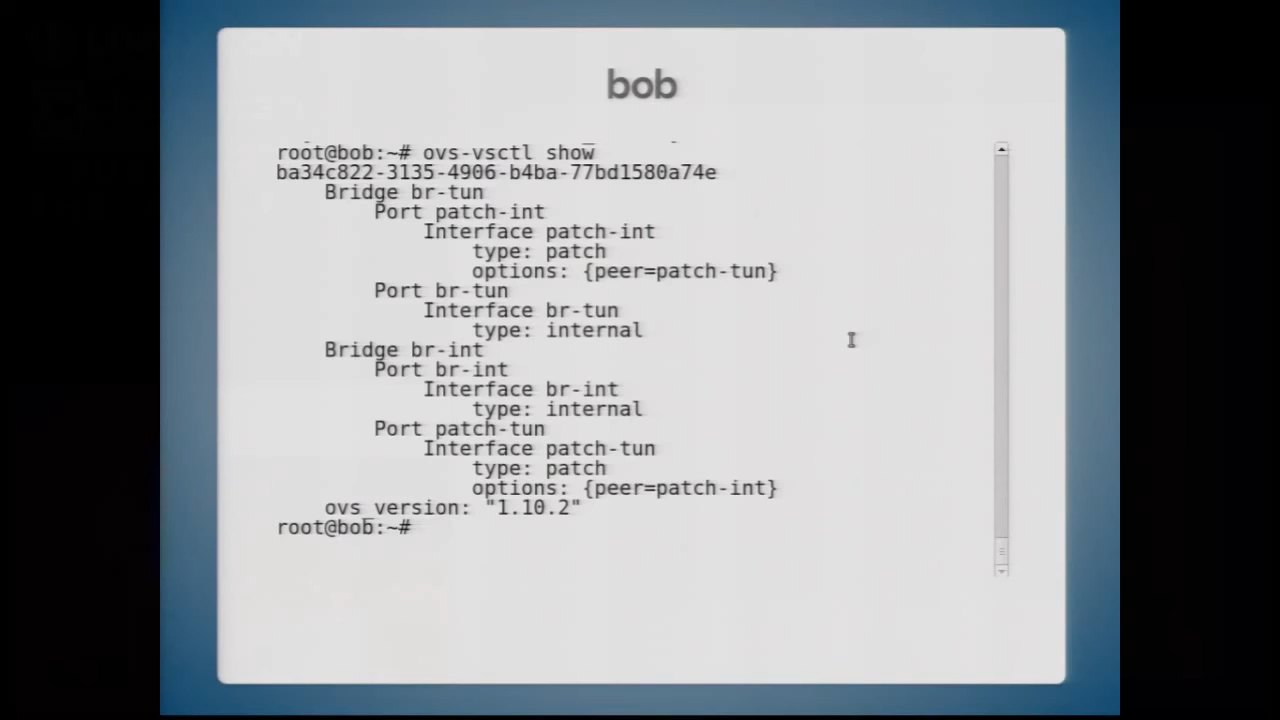 bob
root@bob:~# ovs-vsctl show
ba34c822-3135-4906-b4ba-77bd1580a74e
    Bridge br-tun
        Port patch-int
            Interface patch-int
                type: patch
                options: {peer=patch-tun}
        Port br-tun
            Interface br-tun
                type: internal
    Bridge br-int
        Port br-int
            Interface br-int
                type: internal
        Port patch-tun
            Interface patch-tun
                type: patch
                options: {peer=patch-int}
    ovs_version: "1.10.2"
root@bob:~#